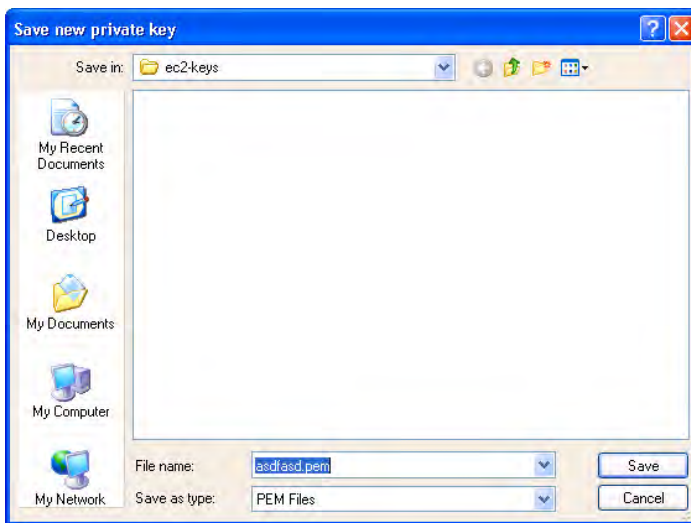 Save new private key
Save in:
ec2-keys
My Recent
Documents
Desktop
My Documents
My Computer
My Network
File name:
asdfasd.pem
Save
Save as type:
PEM Files
Cancel